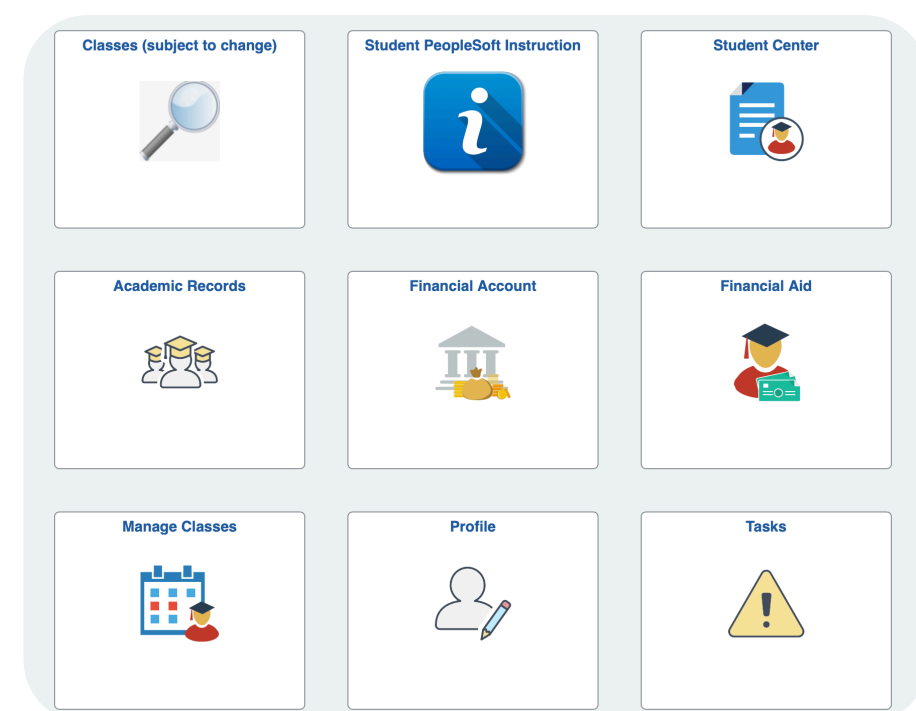 Classes (subject to change)
Student PeopleSoft Instruction
Student Center
Academic Records
Financial Account
Financial Aid
Manage Classes
Profile
Tasks